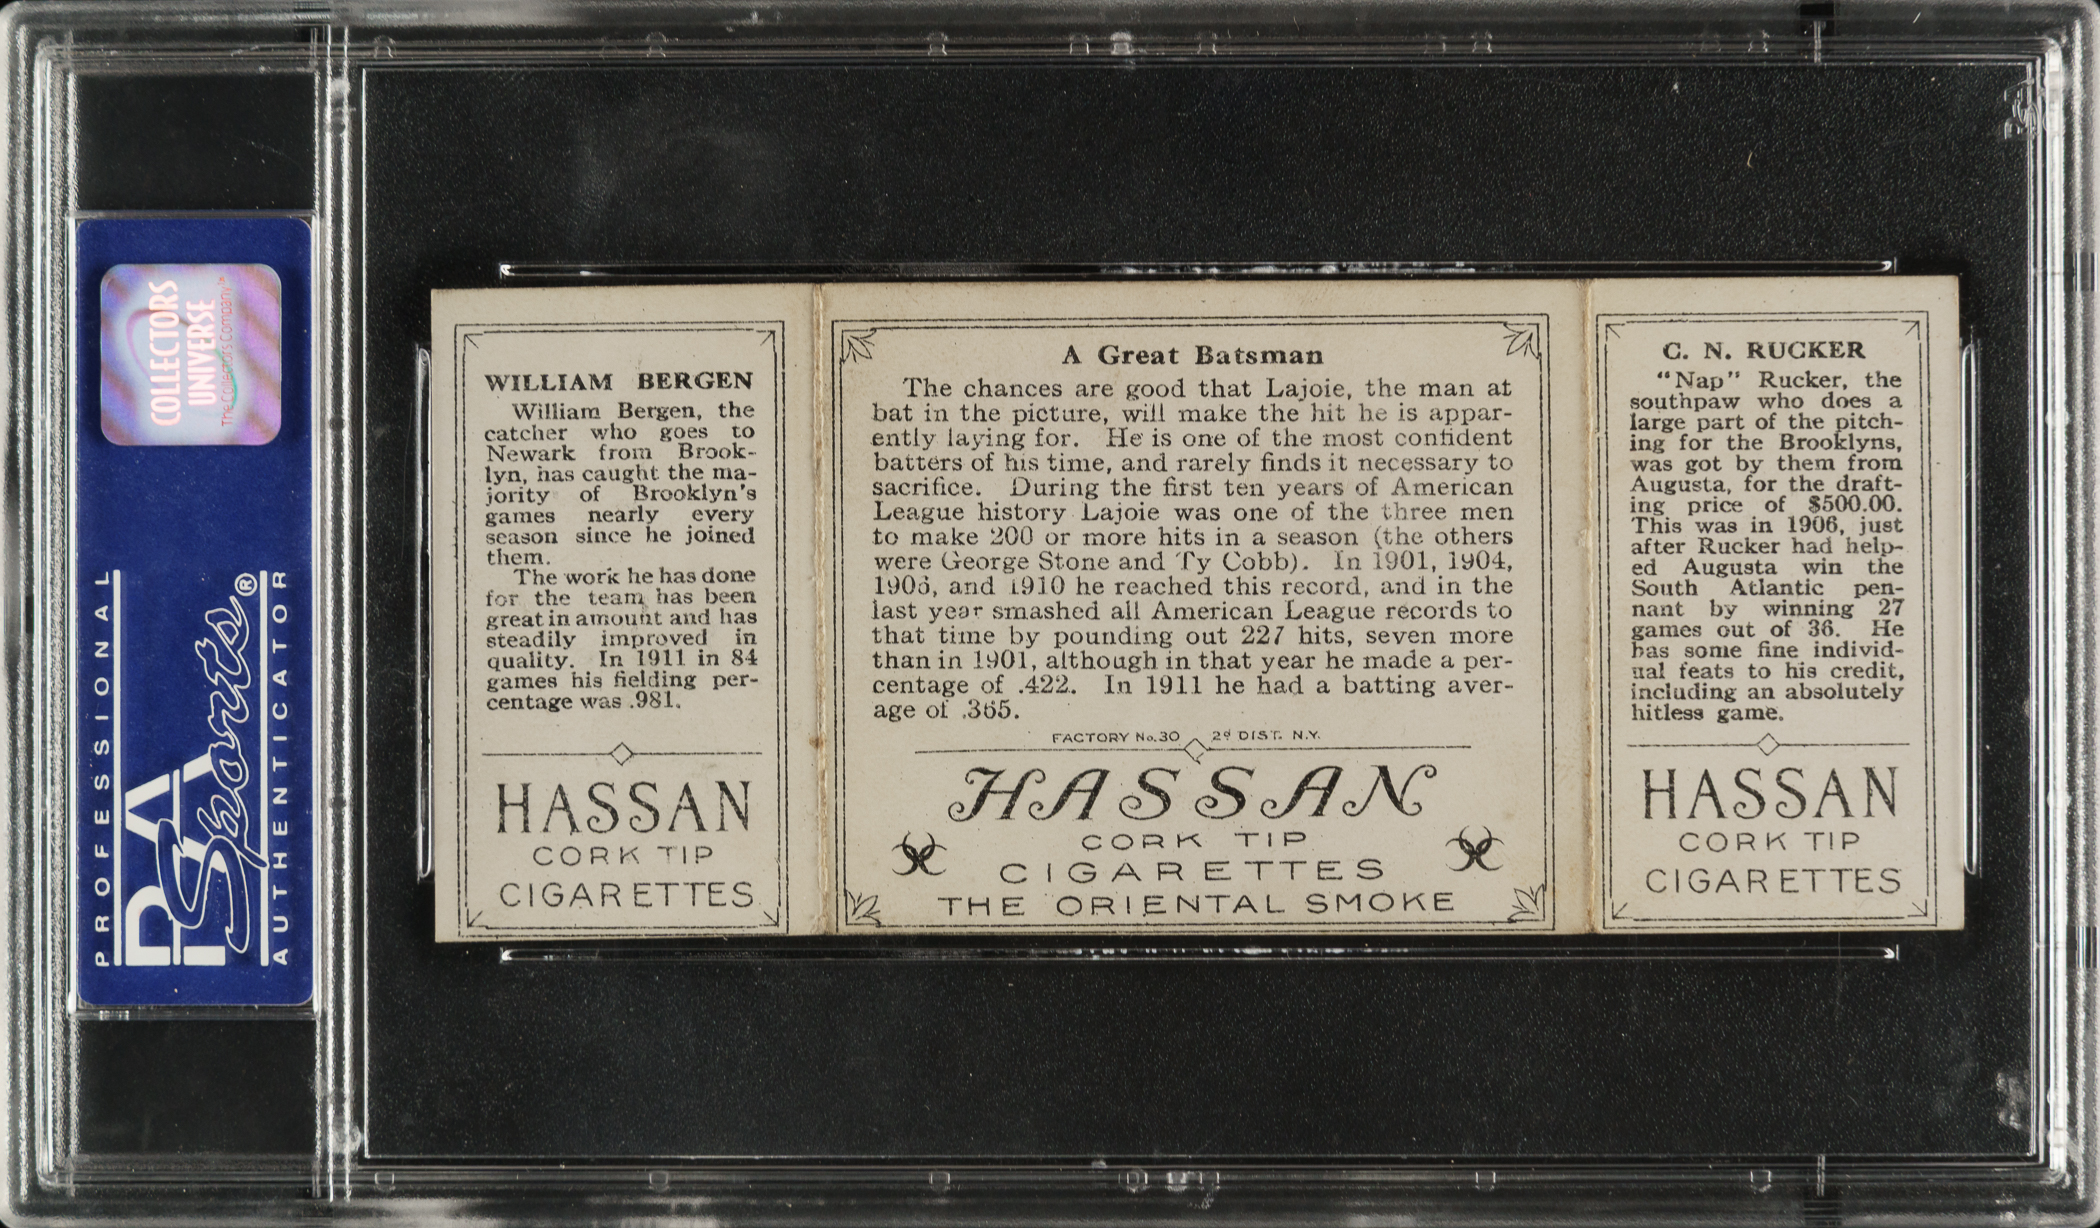 COLLECTORS
UNIVERSE
The Collectors Company™
PROFESSIONAL
PSA
Sports®
AUTHENTICATOR
WILLIAM BERGEN
William Bergen, the
catcher who goes to
Newark from Brook-
lyn, has caught the ma-
jority of Brooklyn's
games nearly every
season since he joined
them.
The work he has done
for the team has been
great in amount and has
steadily improved in
quality. In 1911 in 84
games his fielding per-
centage was .981.
HASSAN
CORK TIP
CIGARETTES
A Great Batsman
The chances are good that Lajoie, the man at
bat in the picture, will make the hit he is appar-
ently laying for. He is one of the most confident
batters of his time, and rarely finds it necessary to
sacrifice. During the first ten years of American
League history Lajoie was one of the three men
to make 200 or more hits in a season (the others
were George Stone and Ty Cobb). In 1901, 1904,
1906, and 1910 he reached this record, and in the
last year smashed all American League records to
that time by pounding out 227 hits, seven more
than in 1901, although in that year he made a per-
centage of .422. In 1911 he had a batting aver-
age of .365.
FACTORY No. 30 2d DIST. N.Y.
HASSAN
CORK TIP
CIGARETTES
THE ORIENTAL SMOKE
C. N. RUCKER
"Nap" Rucker, the
southpaw who does a
large part of the pitch-
ing for the Brooklyns,
was got by them from
Augusta, for the draft-
ing price of $500.00.
This was in 1906, just
after Rucker had help-
ed Augusta win the
South Atlantic pen-
nant by winning 27
games out of 36. He
has some fine individ-
ual feats to his credit,
including an absolutely
hitless game.
HASSAN
CORK TIP
CIGARETTES